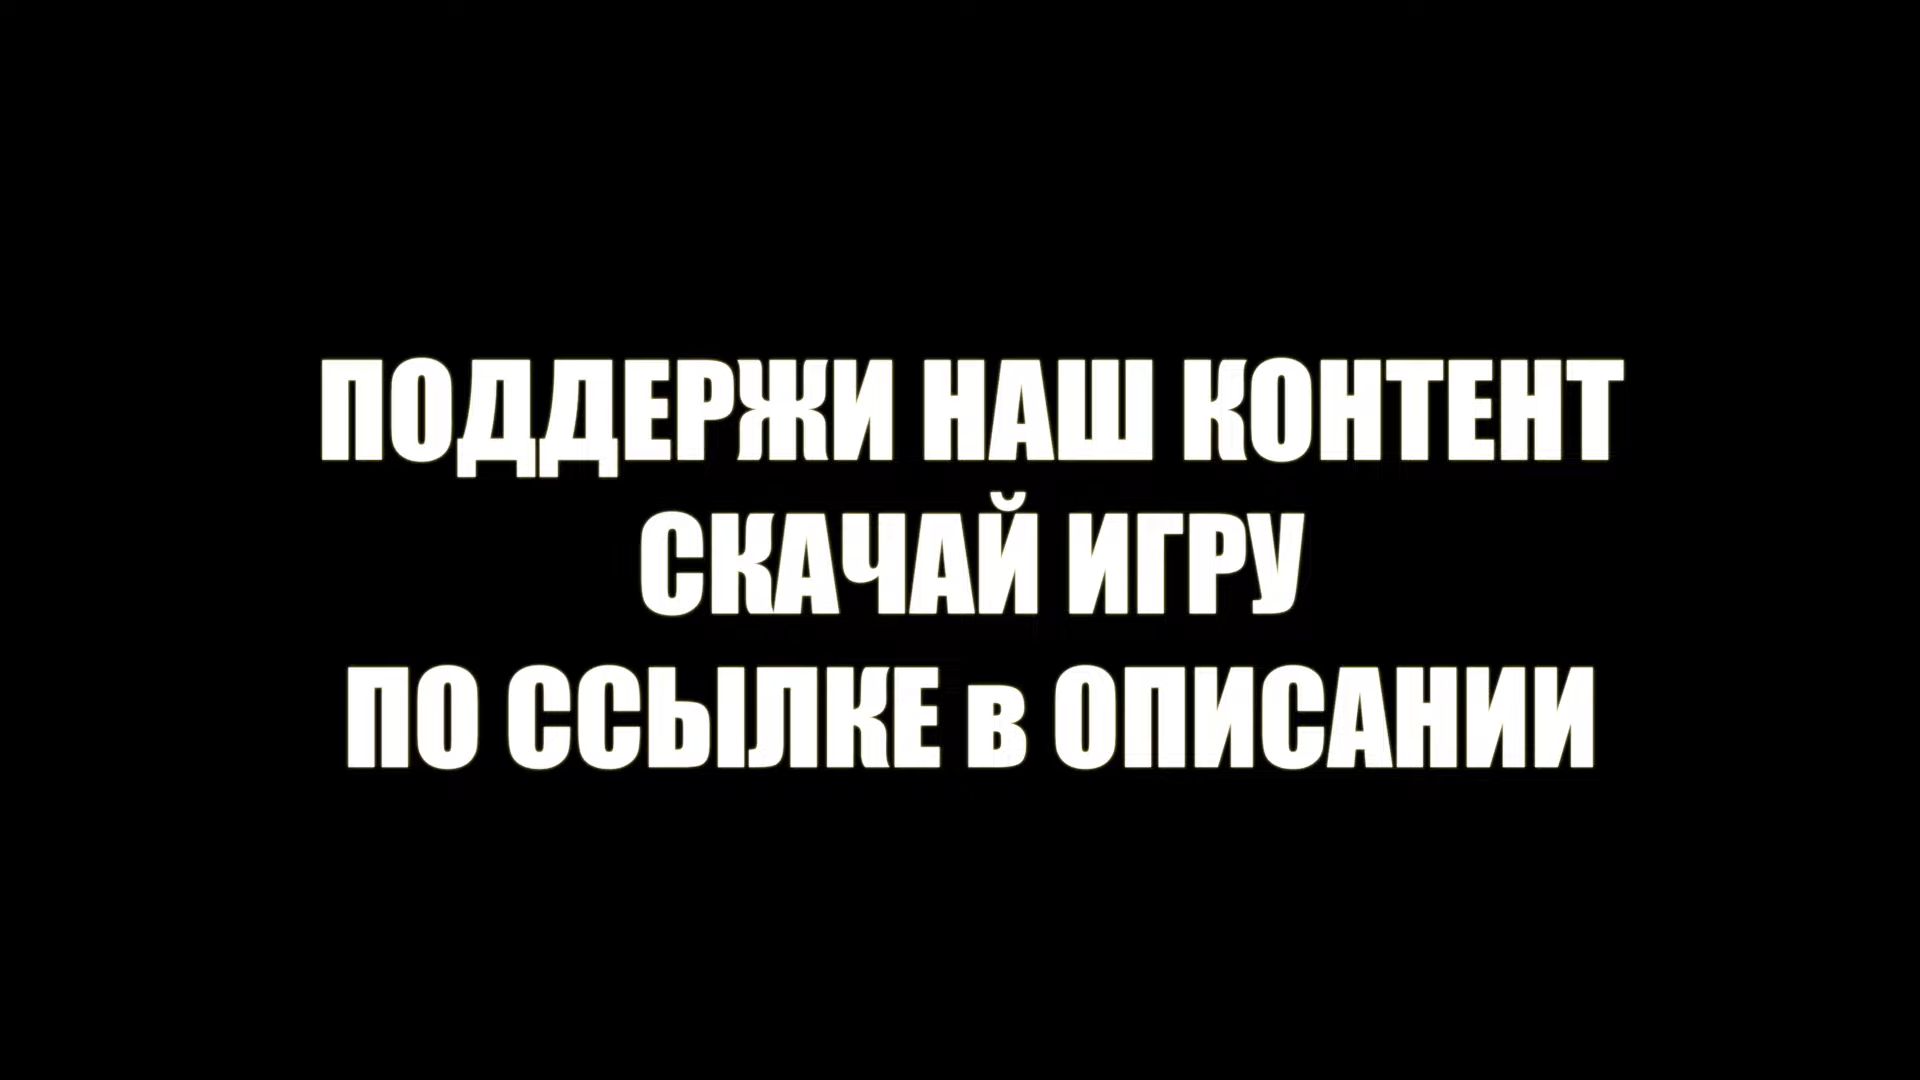 ПОДДЕРЖИ НАШ КОНТЕНТ
СКАЧАЙ ИГРУ
ПО ССЫЛКЕ в ОПИСАНИИ